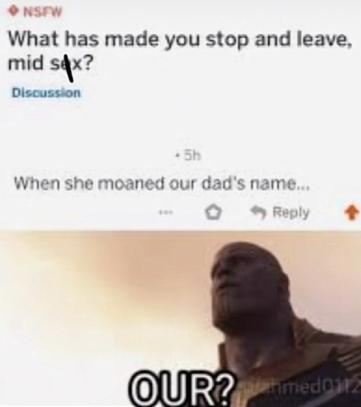 NSFW
What has made you stop and leave,
mid sex?
Discussion
• 5h
When she moaned our dad's name...
... Reply
OUR?